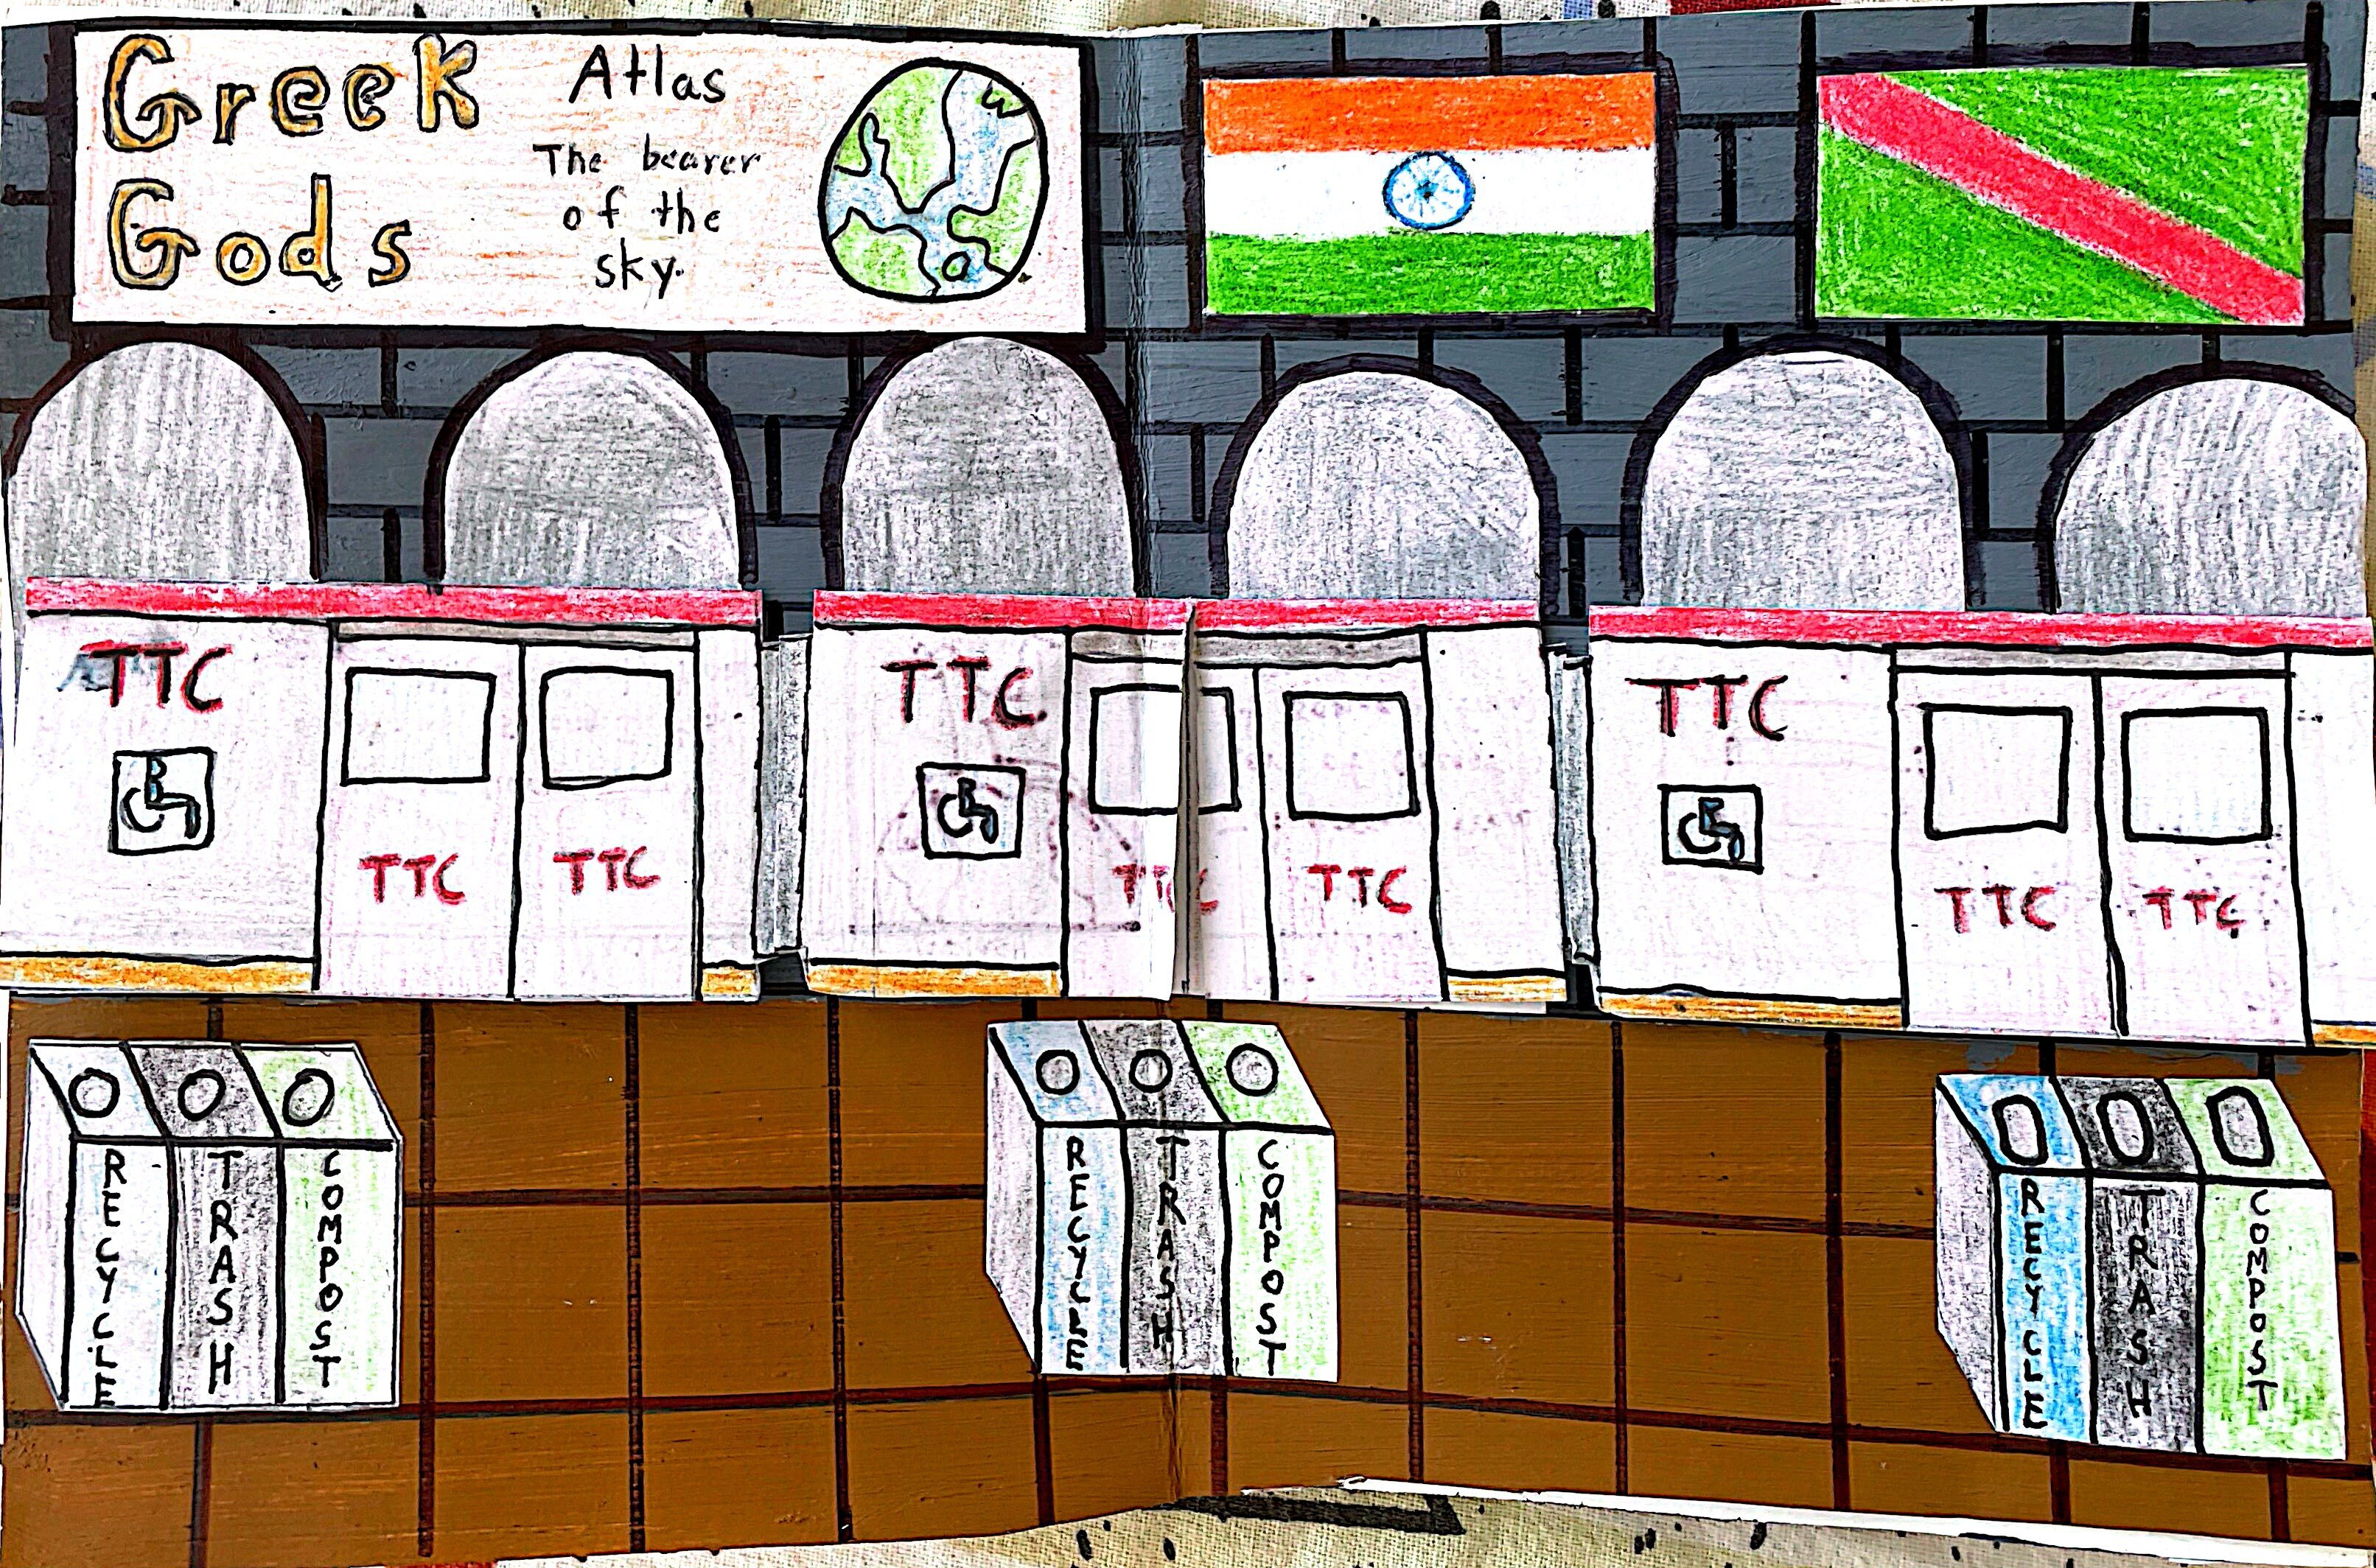 Greek
Gods
Atlas
The bearer
of the
sky.
TTC
TTC
TTC
TTC
TTC
TTC
TTC
TTC
TTC
RECYCLE
TRASH
COMPOST
RECYCLE
TRASH
COMPOST
RECYCLE
TRASH
COMPOST